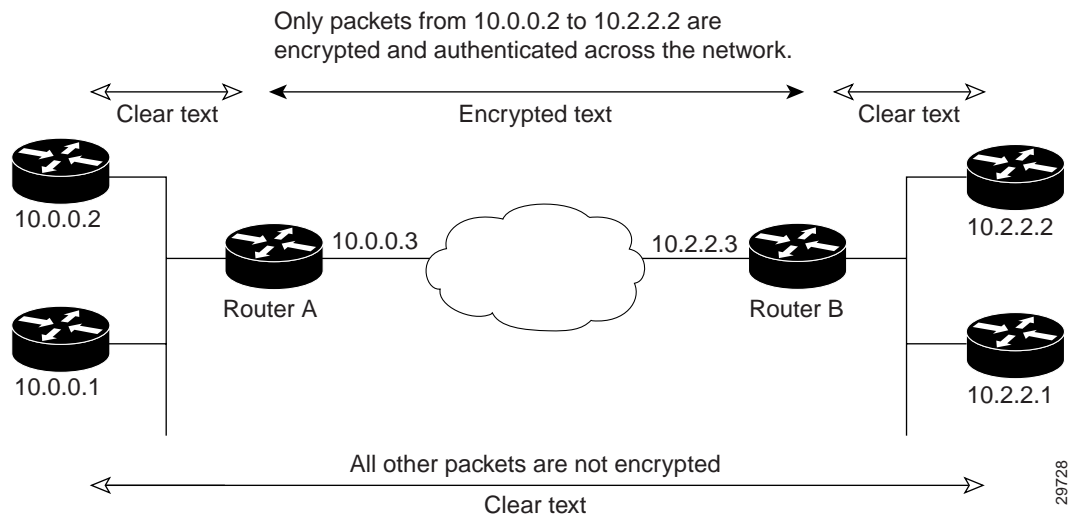 Only packets from 10.0.0.2 to 10.2.2.2 are
encrypted and authenticated across the network.
Clear text
Encrypted text
Clear text
10.0.0.2
10.2.2.2
10.0.0.3
10.2.2.3
Router A
Router B
10.0.0.1
10.2.2.1
All other packets are not encrypted
Clear text
29728